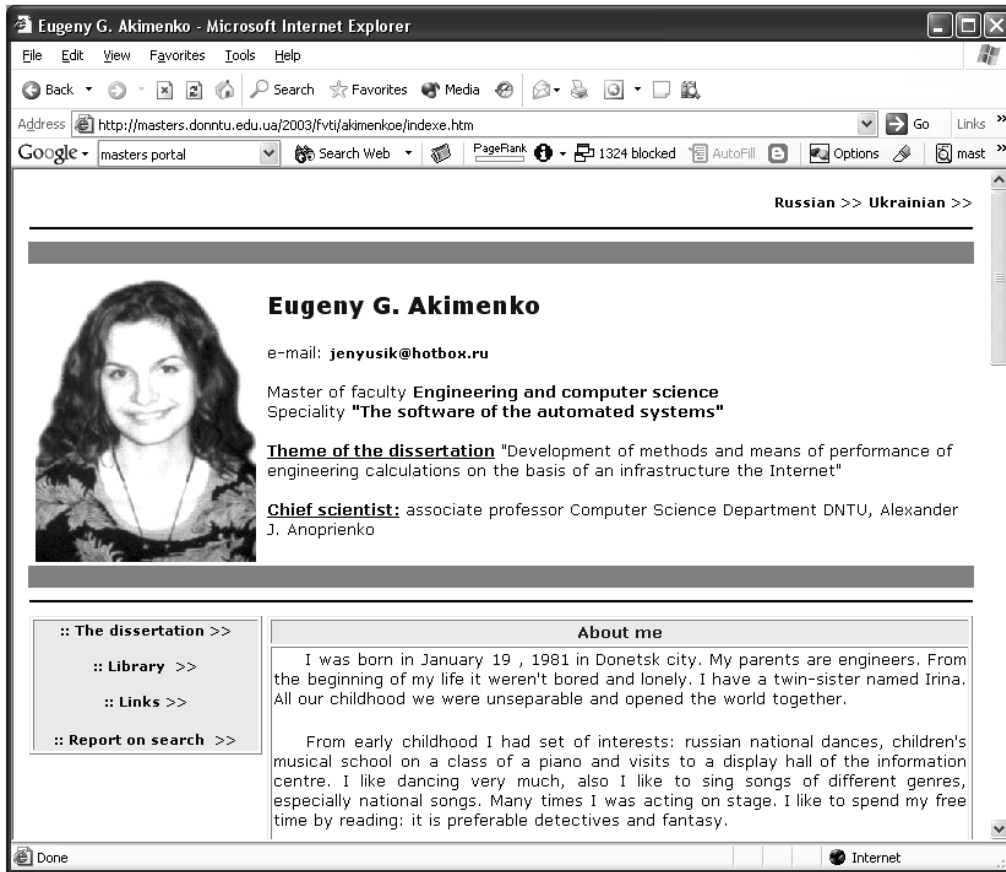 Eugeny G. Akimenko - Microsoft Internet Explorer
File Edit View Favorites Tools Help
Back Search Favorites Media
Address http://masters.donntu.edu.ua/2003/fvti/akimenkoe/indexe.htm Go Links »
Google masters portal Search Web PageRank 1324 blocked AutoFill Options mast »
Russian >> Ukrainian >>
Eugeny G. Akimenko
e-mail: jenyusik@hotbox.ru
Master of faculty Engineering and computer science
Speciality "The software of the automated systems"
Theme of the dissertation "Development of methods and means of performance of
engineering calculations on the basis of an infrastructure the Internet"
Chief scientist: associate professor Computer Science Department DNTU, Alexander
J. Anoprienko
:: The dissertation >>
:: Library >>
:: Links >>
:: Report on search >>
About me
I was born in January 19 , 1981 in Donetsk city. My parents are engineers. From
the beginning of my life it weren't bored and lonely. I have a twin-sister named Irina.
All our childhood we were unseparable and opened the world together.
From early childhood I had set of interests: russian national dances, children's
musical school on a class of a piano and visits to a display hall of the information
centre. I like dancing very much, also I like to sing songs of different genres,
especially national songs. Many times I was acting on stage. I like to spend my free
time by reading: it is preferable detectives and fantasy.
Done Internet